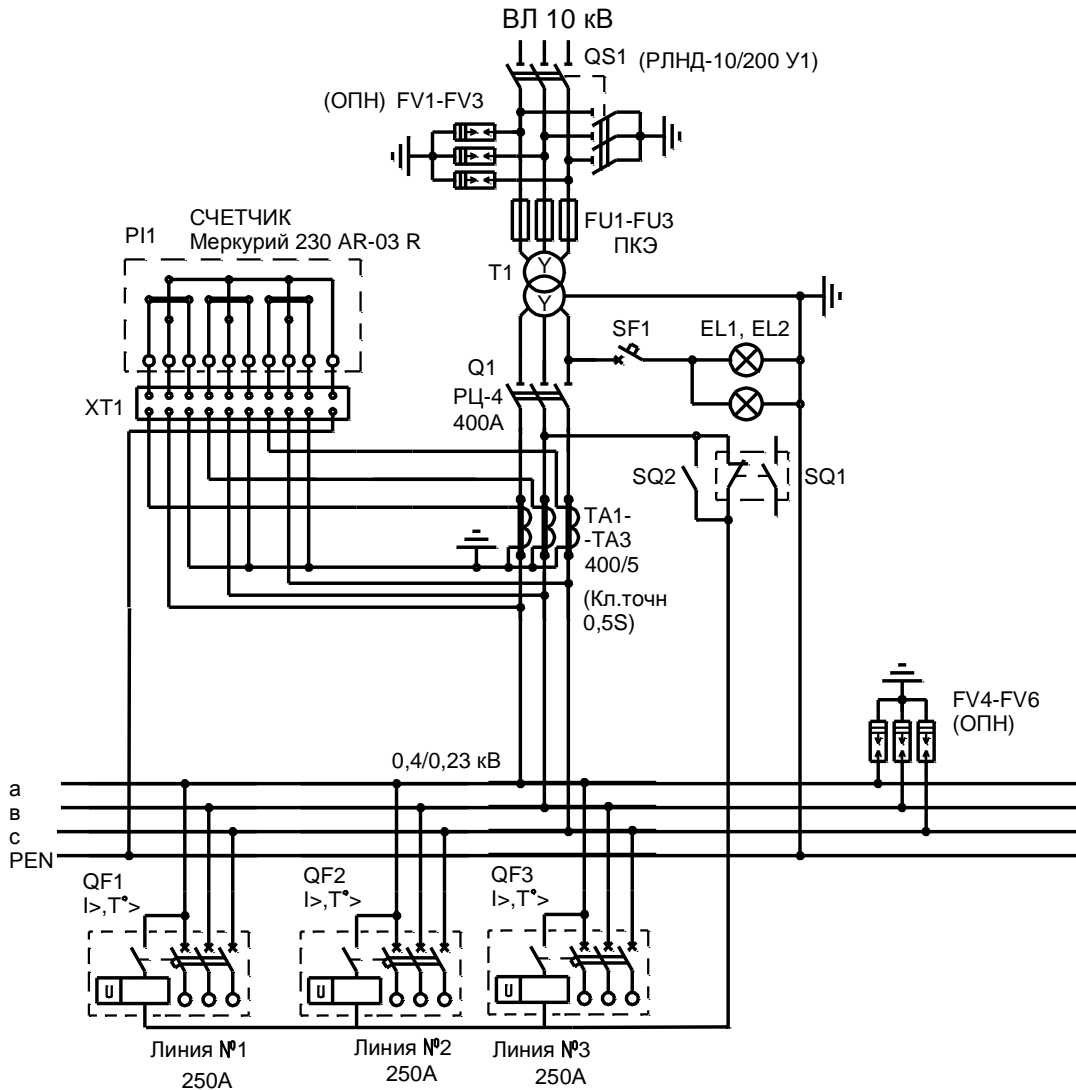 ВЛ 10 кВ
QS1 (РЛНД-10/200 У1)
(ОПН) FV1-FV3
СЧЕТЧИК
PI1 Меркурий 230 AR-03 R
FU1-FU3
ПКЭ
T1
Y
Y
SF1
EL1, EL2
Q1
РЦ-4
400А
XT1
SQ2
SQ1
TA1-
-TA3
400/5
(Кл.точн
0,5S)
FV4-FV6
(ОПН)
0,4/0,23 кВ
а
в
с
PEN
QF1
I>,T°>
QF2
I>,T°>
QF3
I>,T°>
U
U
U
Линия №1
250А
Линия №2
250А
Линия №3
250А